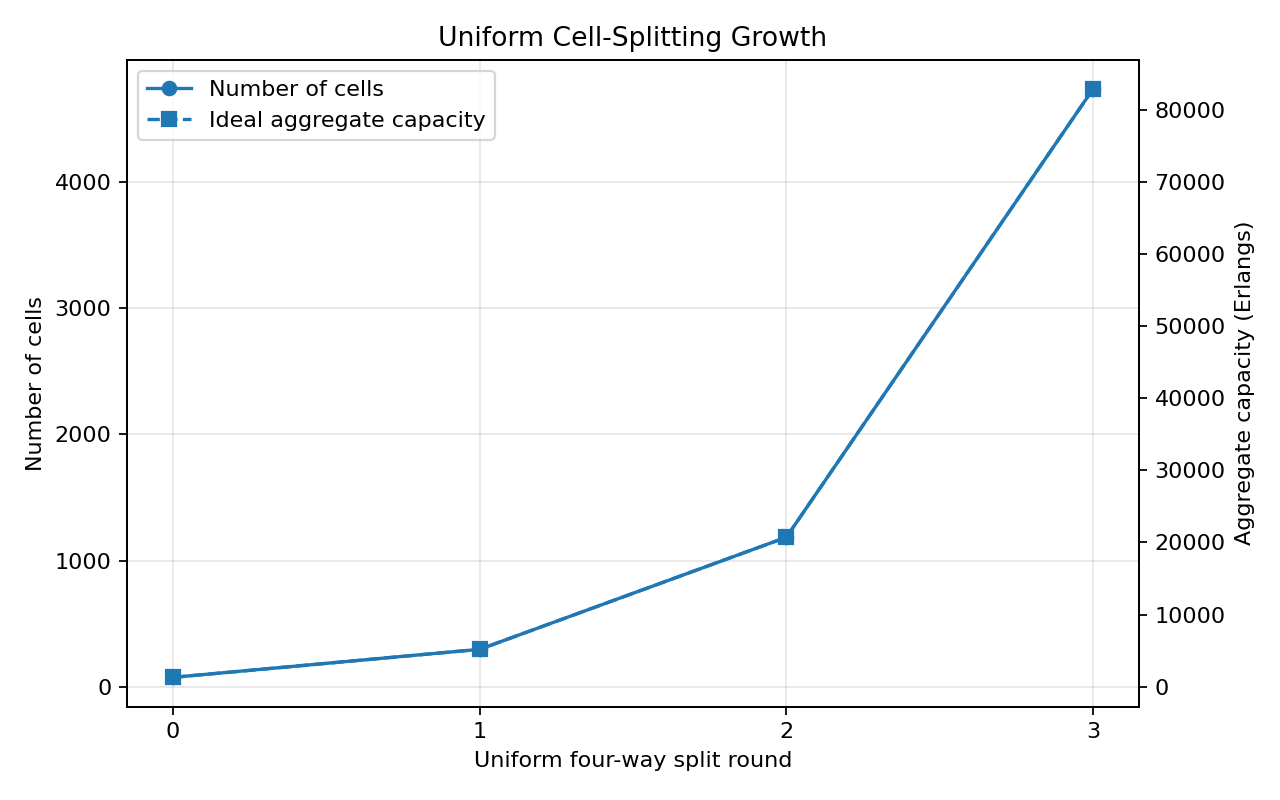 Uniform Cell-Splitting Growth
Number of cells
Ideal aggregate capacity
Number of cells
4000
3000
2000
1000
0
80000
70000
60000
50000
40000
30000
20000
10000
0
Aggregate capacity (Erlangs)
0 1 2 3
Uniform four-way split round